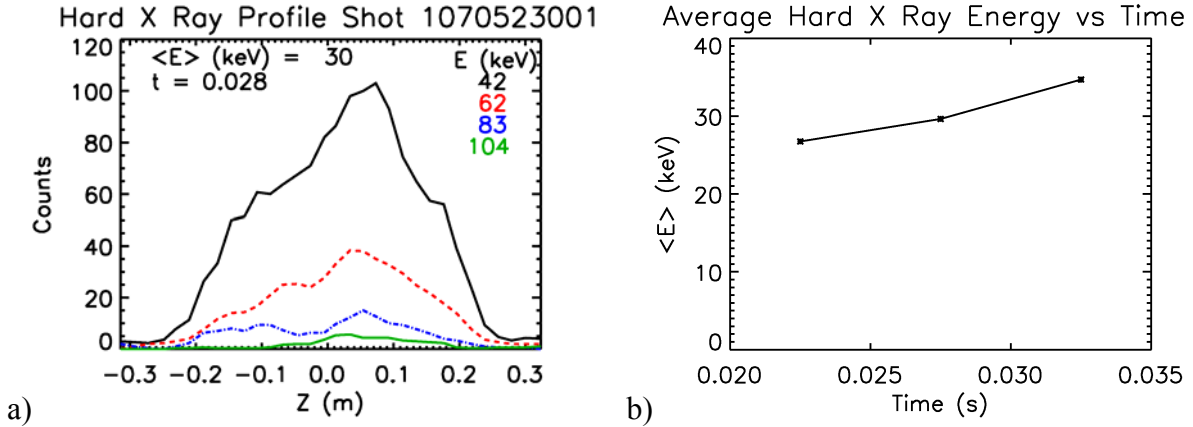 Hard X Ray Profile Shot 1070523001
<E> (keV) = 30
t = 0.028
E (keV)
42
62
83
104
120
100
80
60
40
20
0
Counts
-0.3 -0.2 -0.1 0.0 0.1 0.2 0.3
Z (m)
a)
Average Hard X Ray Energy vs Time
40
30
20
10
0
<E> (keV)
0.020 0.025 0.030 0.035
Time (s)
b)